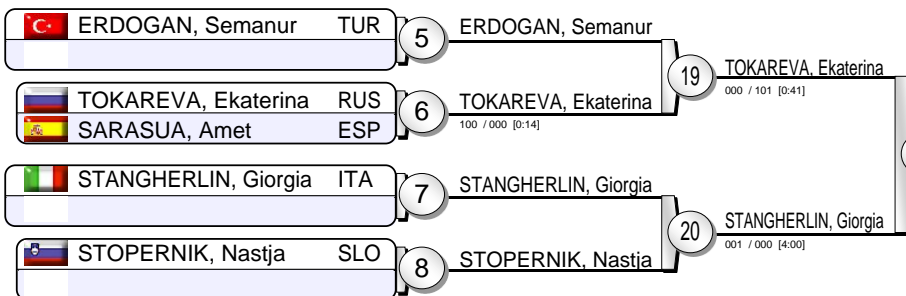 ERDOGAN, Semanur TUR
5
ERDOGAN, Semanur
19
TOKAREVA, Ekaterina
000 / 101 [0:41]
TOKAREVA, Ekaterina RUS
SARASUA, Amet ESP
6
TOKAREVA, Ekaterina
100 / 000 [0:14]
STANGHERLIN, Giorgia ITA
7
STANGHERLIN, Giorgia
20
STANGHERLIN, Giorgia
001 / 000 [4:00]
STOPERNIK, Nastja SLO
8
STOPERNIK, Nastja